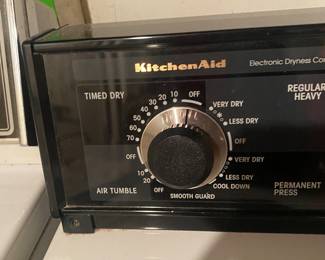 KitchenAid
Electronic Dryness Co
TIMED DRY
REGULAR
HEAVY
OFF
10
20
30
40
50
60
70
OFF
10
20
OFF
VERY DRY
LESS DRY
OFF
VERY DRY
LESS DRY
COOL DOWN
SMOOTH GUARD
AIR TUMBLE
PERMANENT
PRESS